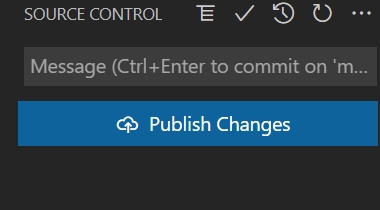 SOURCE CONTROL
Message (Ctrl+Enter to commit on 'm...
Publish Changes